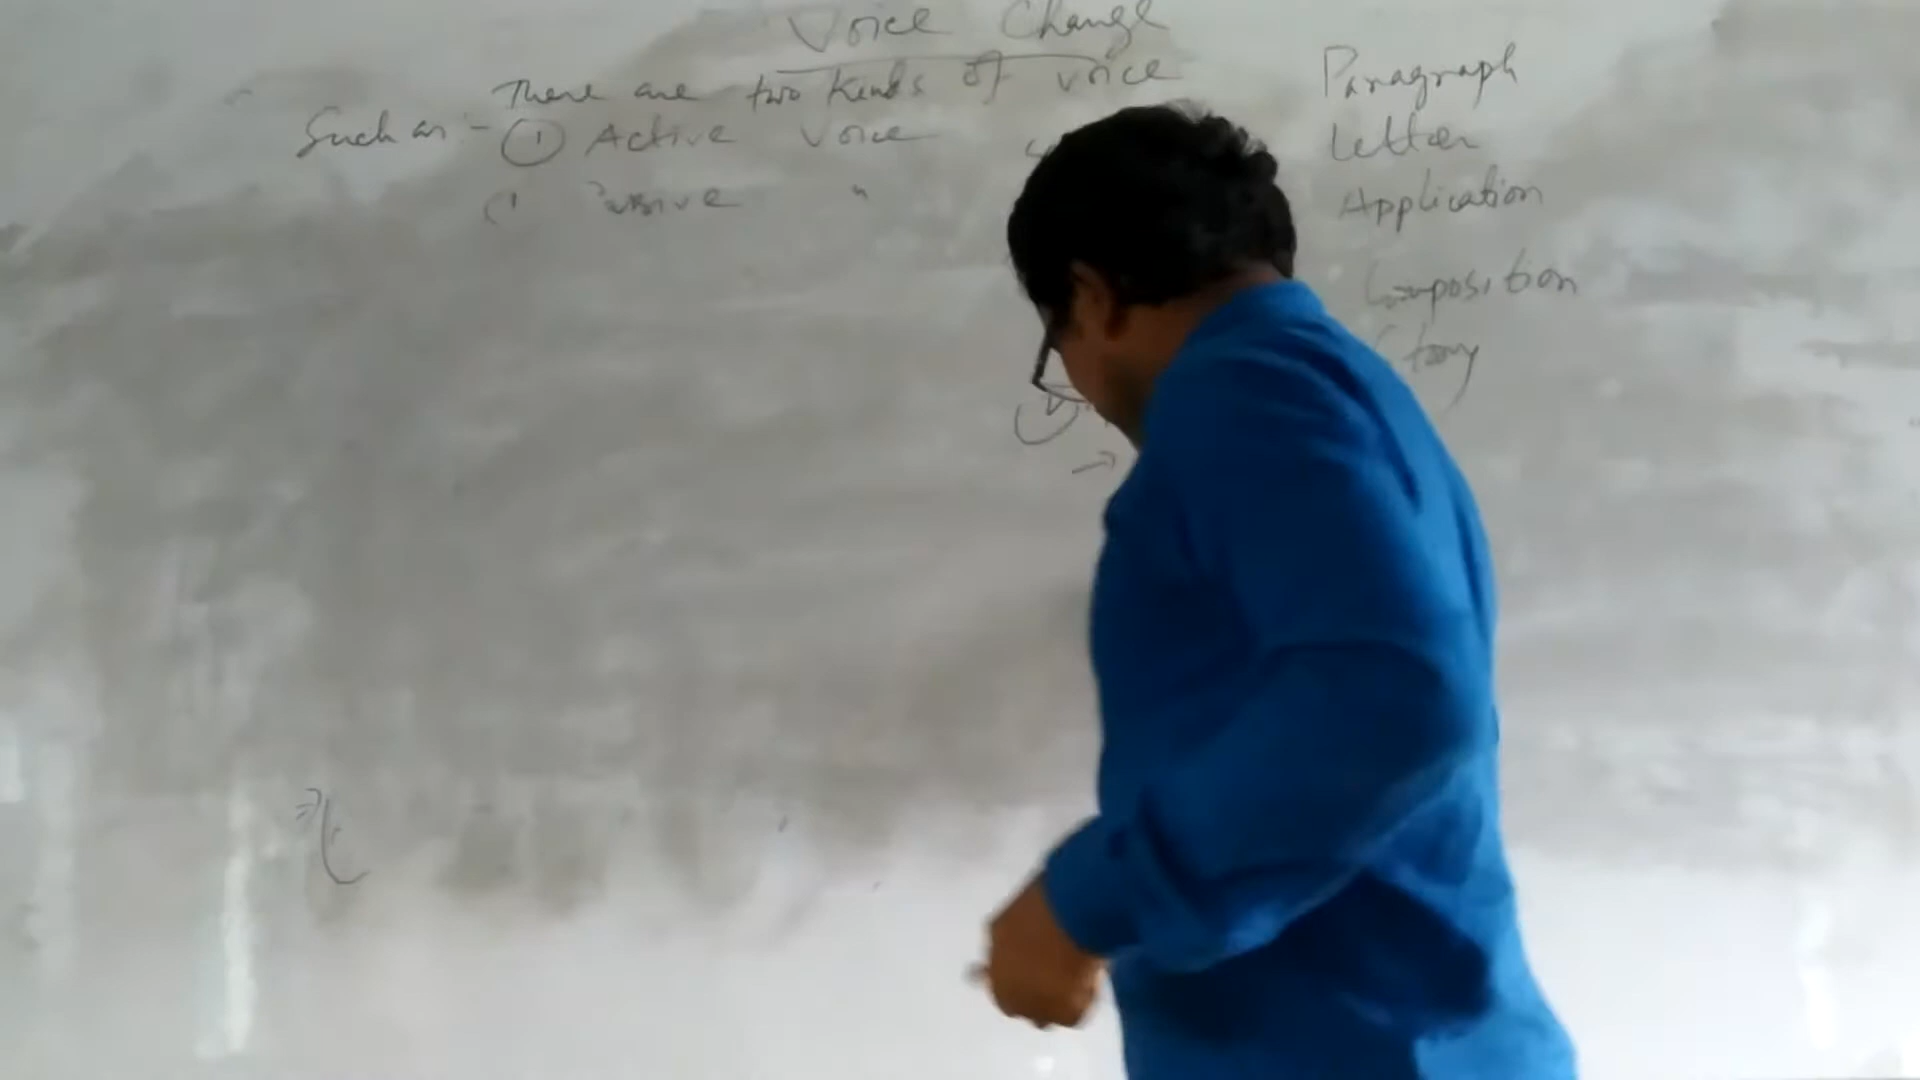 Voice Change
There are two kinds of voice
Such as :- ① Active Voice
Passive "
Paragraph
Letter
Application
Composition
Story